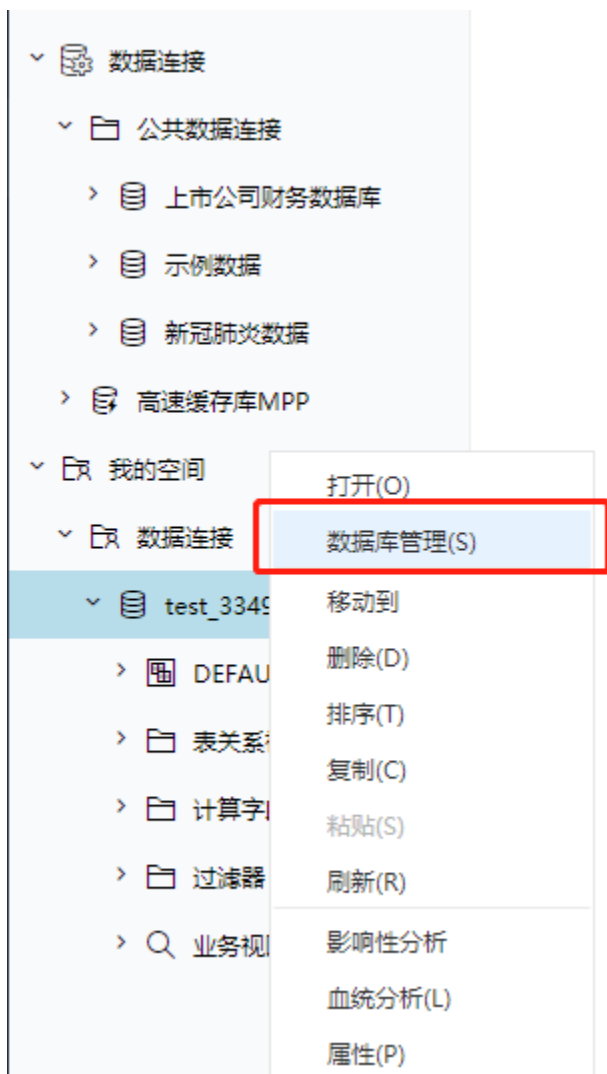 数据连接
公共数据连接
上市公司财务数据库
示例数据
新冠肺炎数据
高速缓存库MPP
我的空间
数据连接
test_3349
DEFAU
表关系
计算字
过滤器
业务视
打开(O)
数据库管理(S)
移动到
删除(D)
排序(T)
复制(C)
粘贴(S)
刷新(R)
影响性分析
血统分析(L)
属性(P)